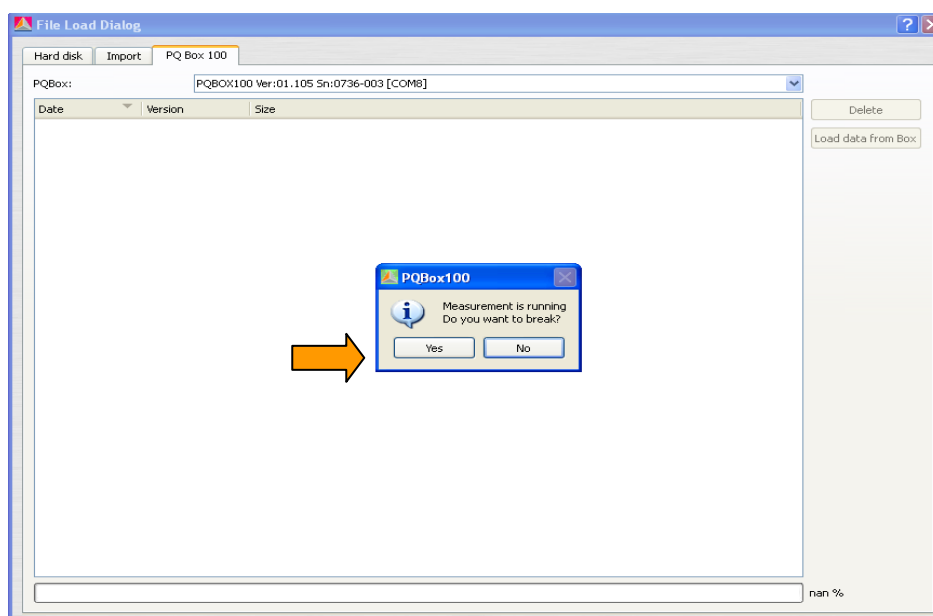 File Load Dialog
Hard disk Import PQ Box 100
PQBox: PQBOX100 Ver:01.105 Sn:0736-003 [COM8]
Date Version Size
Delete
Load data from Box
PQBox100
Measurement is running
Do you want to break?
Yes No
nan %